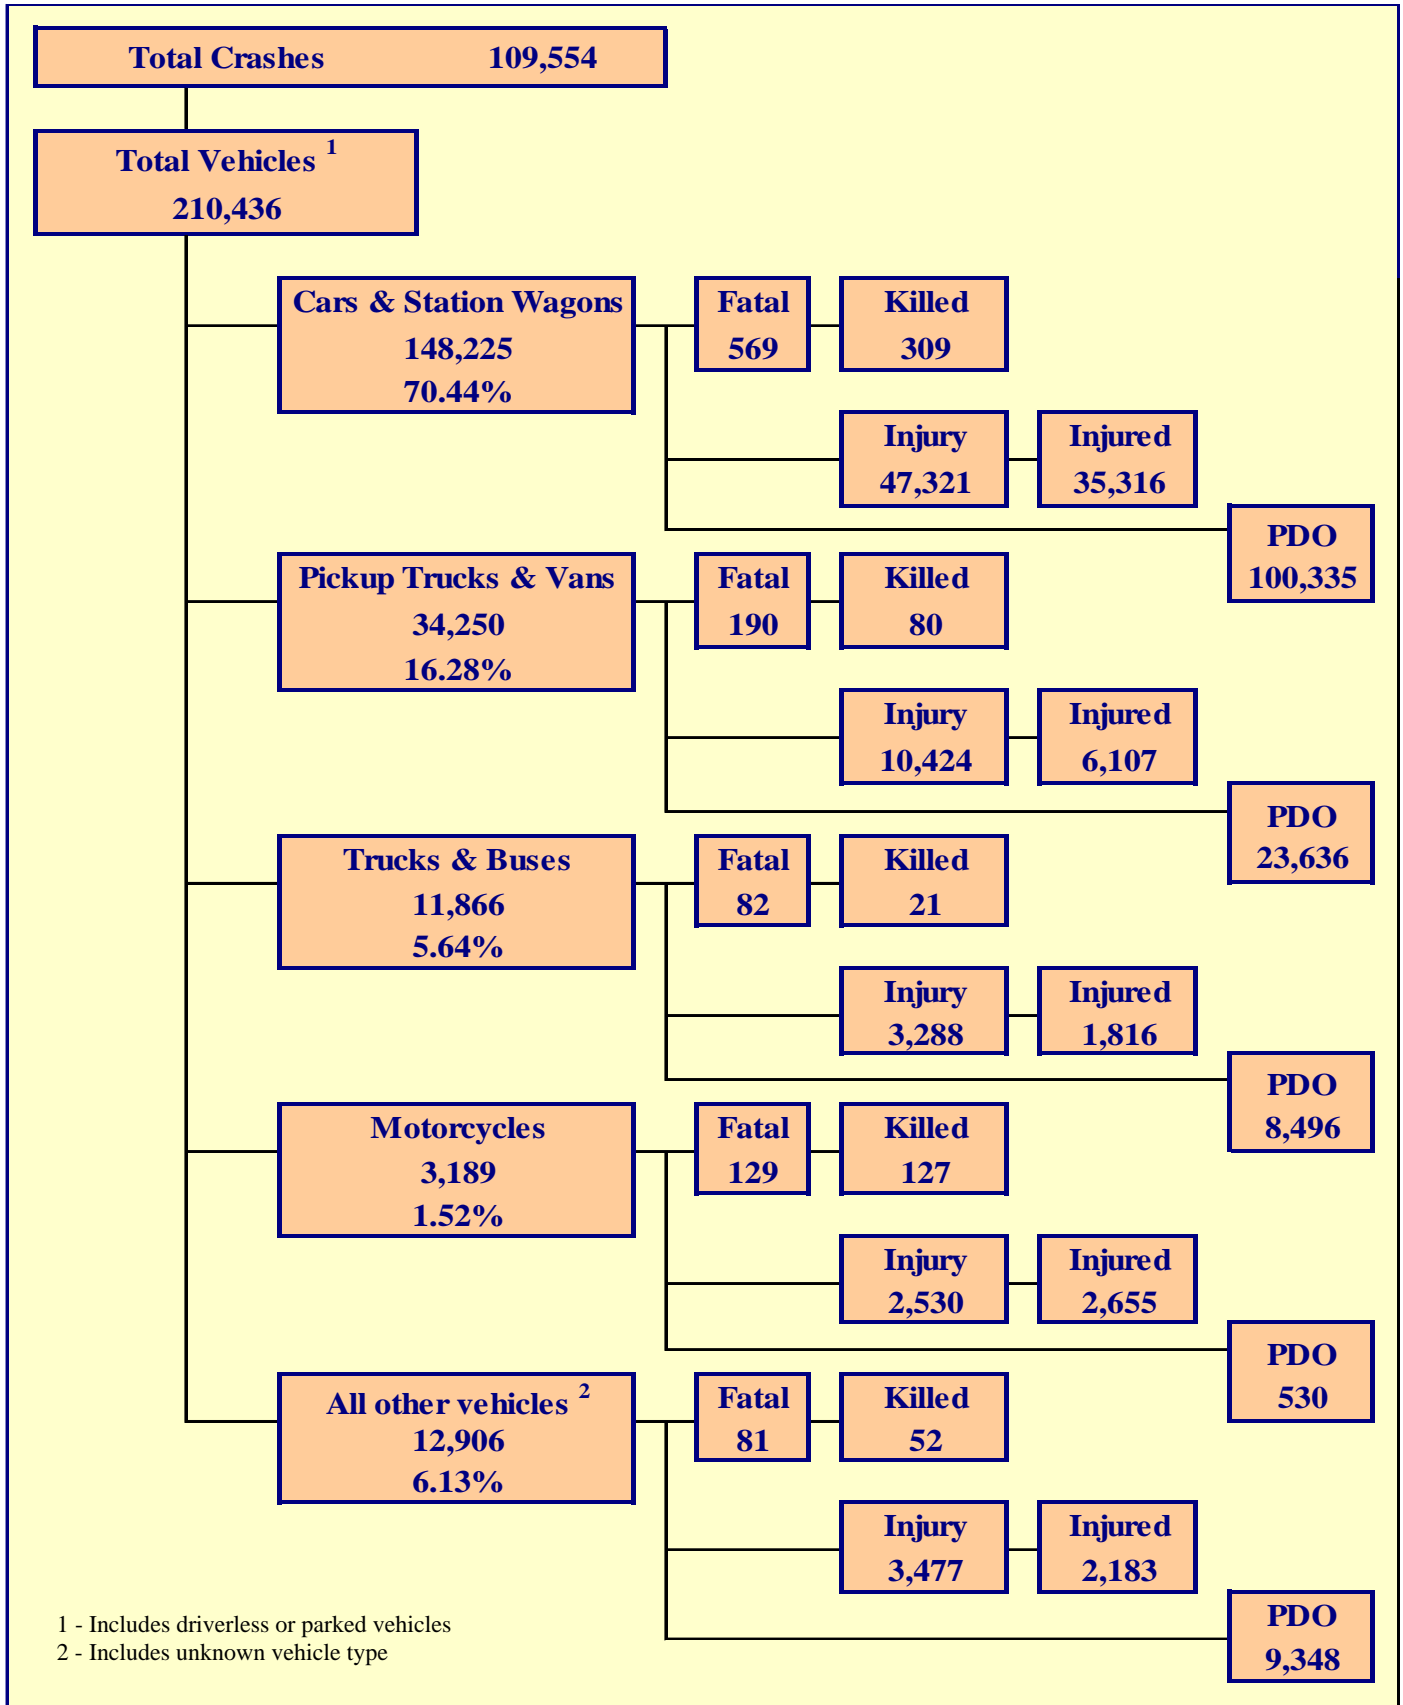 Total Crashes 109,554
Total Vehicles 1
210,436
Cars & Station Wagons
148,225
70.44%
Fatal
569
Killed
309
Injury
47,321
Injured
35,316
PDO
100,335
Pickup Trucks & Vans
34,250
16.28%
Fatal
190
Killed
80
Injury
10,424
Injured
6,107
PDO
23,636
Trucks & Buses
11,866
5.64%
Fatal
82
Killed
21
Injury
3,288
Injured
1,816
PDO
8,496
Motorcycles
3,189
1.52%
Fatal
129
Killed
127
Injury
2,530
Injured
2,655
PDO
530
All other vehicles 2
12,906
6.13%
Fatal
81
Killed
52
Injury
3,477
Injured
2,183
PDO
9,348
1 - Includes driverless or parked vehicles
2 - Includes unknown vehicle type